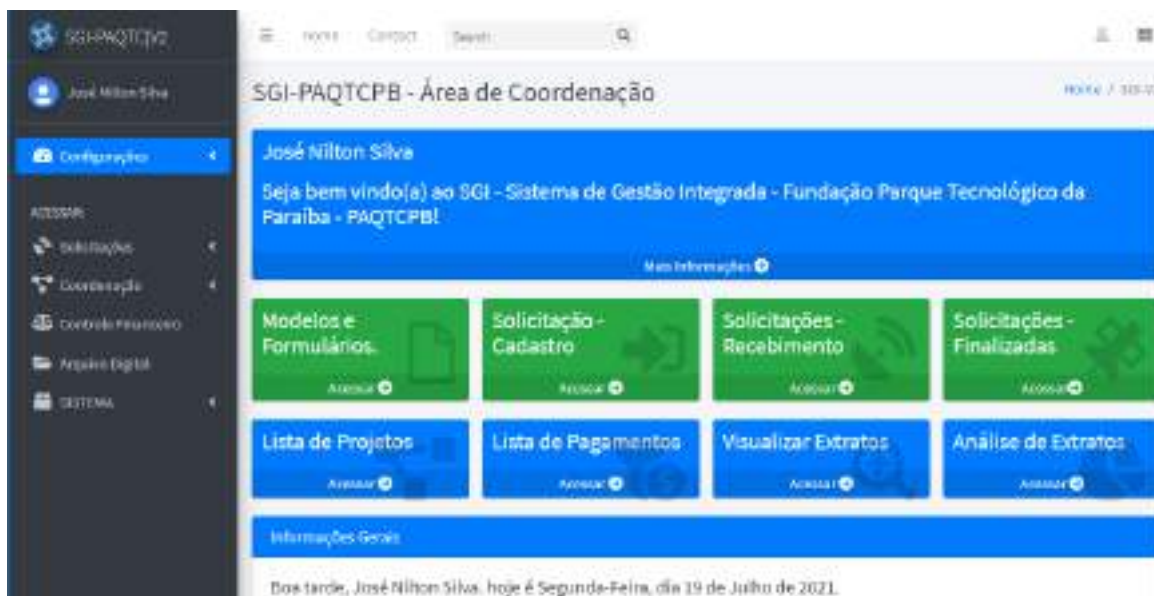 SGI-PAQTC|V2
Home Contact Search
José Nilton Silva
SGI-PAQTCPB - Área de Coordenação
Home /
Configurações
José Nilton Silva
Seja bem vindo(a) ao SGI - Sistema de Gestão Integrada - Fundação Parque Tecnológico da
Paraíba - PAQTCPB!
Mais Informações
ACESSAR
Solicitações
Coordenação
Controle Financeiro
Arquivo Digital
SISTEMA
Modelos e
Formulários.
Acessar
Solicitação -
Cadastro
Acessar
Solicitações -
Recebimento
Acessar
Solicitações -
Finalizadas
Acessar
Lista de Projetos
Acessar
Lista de Pagamentos
Acessar
Visualizar Extratos
Acessar
Análise de Extratos
Acessar
Informações Gerais
Boa tarde, José Nilton Silva. hoje é Segunda-Feira, dia 19 de Julho de 2021.